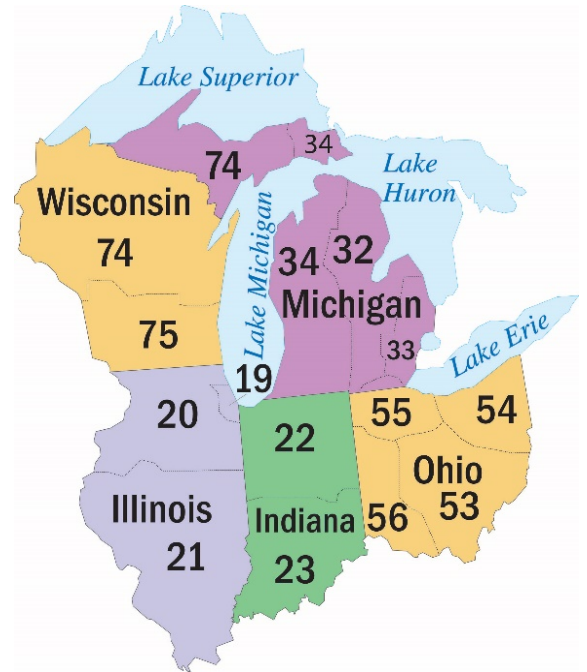 Lake Superior
34
74
Lake
Huron
Wisconsin
74
Lake Michigan
34
32
Michigan
75
33
Lake Erie
19
20
22
55
54
Ohio
53
Illinois
21
Indiana
23
56